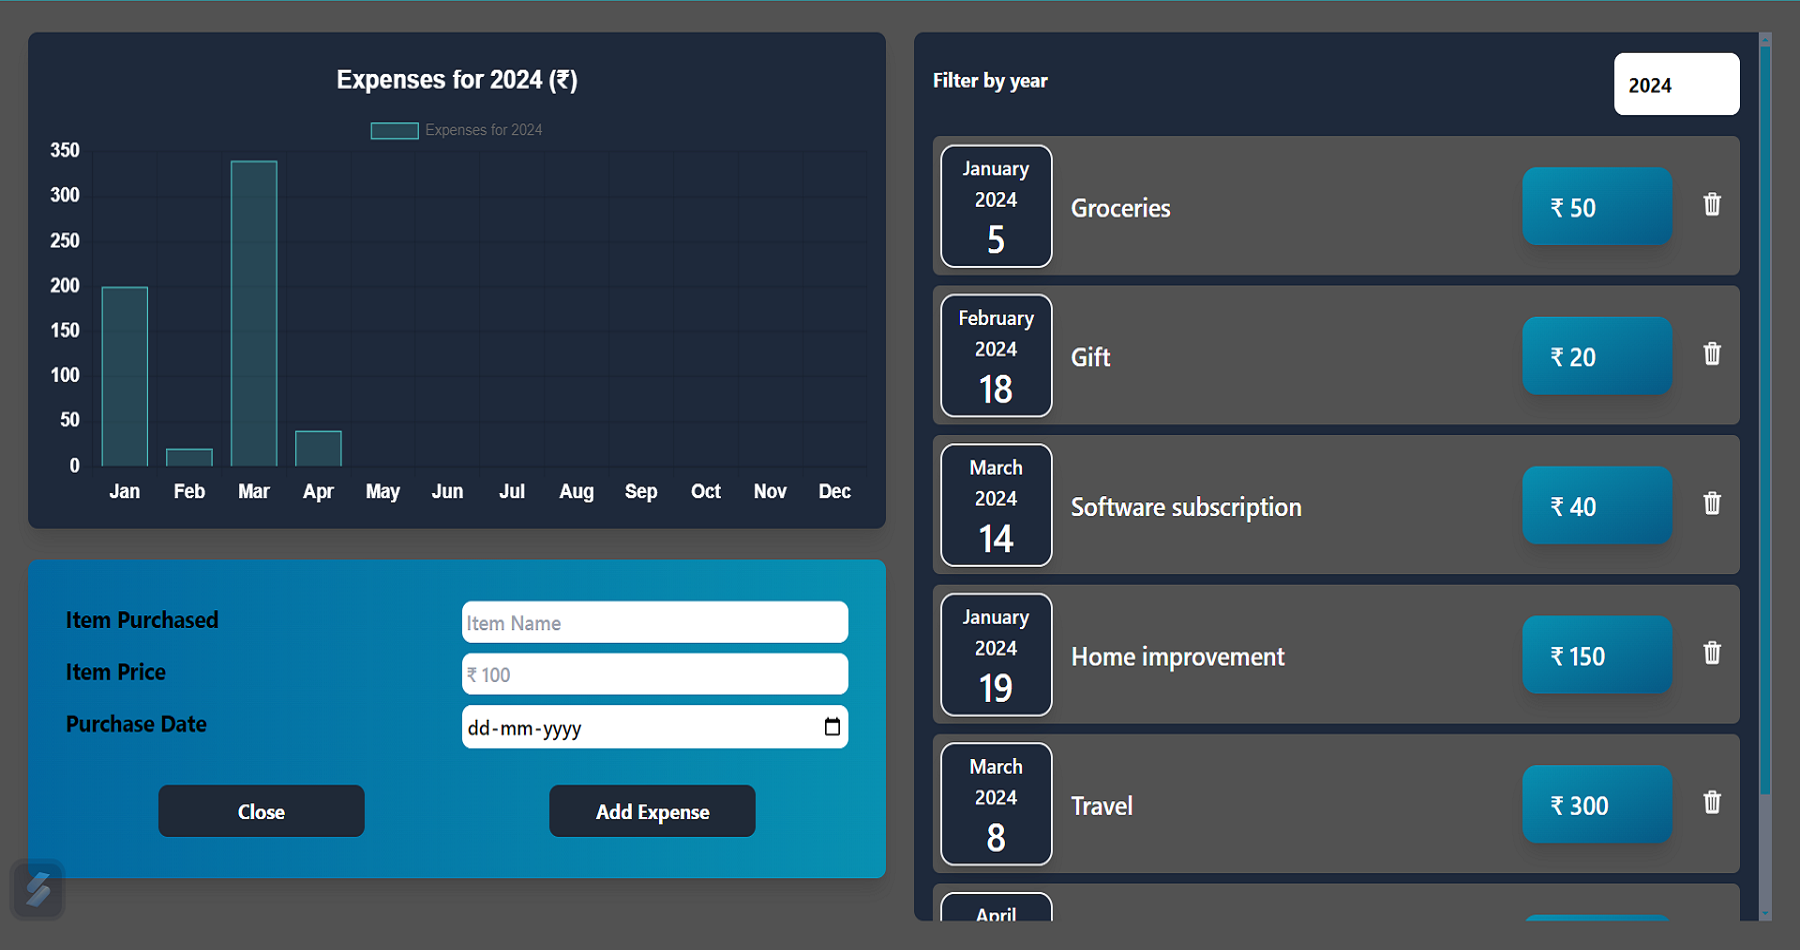 Expenses for 2024 (₹)
Expenses for 2024
350
300
250
200
150
100
50
0
Jan Feb Mar Apr May Jun Jul Aug Sep Oct Nov Dec
Item Purchased
Item Name
Item Price
₹ 100
Purchase Date
dd-mm-yyyy
Close
Add Expense
Filter by year
2024
January
2024
5
Groceries
₹ 50
February
2024
18
Gift
₹ 20
March
2024
14
Software subscription
₹ 40
January
2024
19
Home improvement
₹ 150
March
2024
8
Travel
₹ 300
April